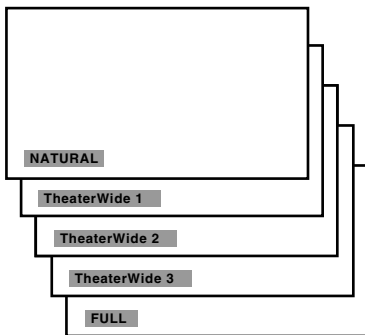 NATURAL
TheaterWide 1
TheaterWide 2
TheaterWide 3
FULL